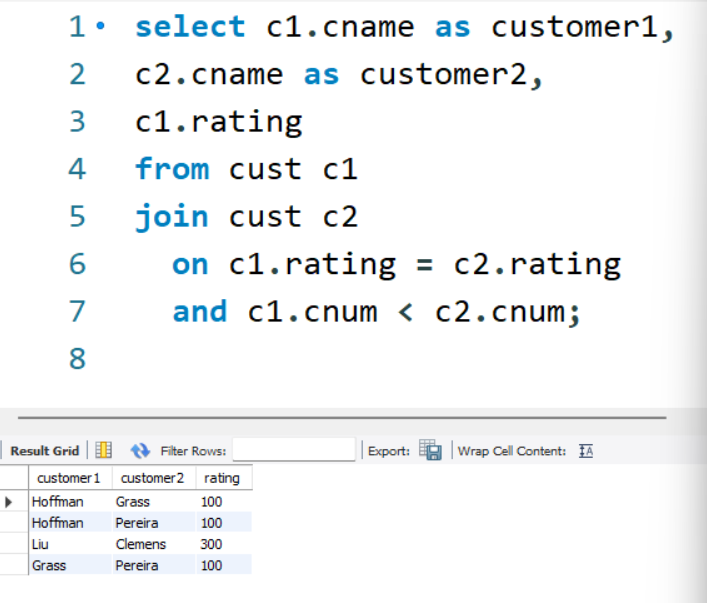 1 select c1.cname as customer1,
2 c2.cname as customer2,
3 c1.rating
4 from cust c1
5 join cust c2
6 on c1.rating = c2.rating
7 and c1.cnum < c2.cnum;
8
Result Grid Filter Rows: Export: Wrap Cell Content: IA
customer1 customer2 rating
Hoffman Grass 100
Hoffman Pereira 100
Liu Clemens 300
Grass Pereira 100